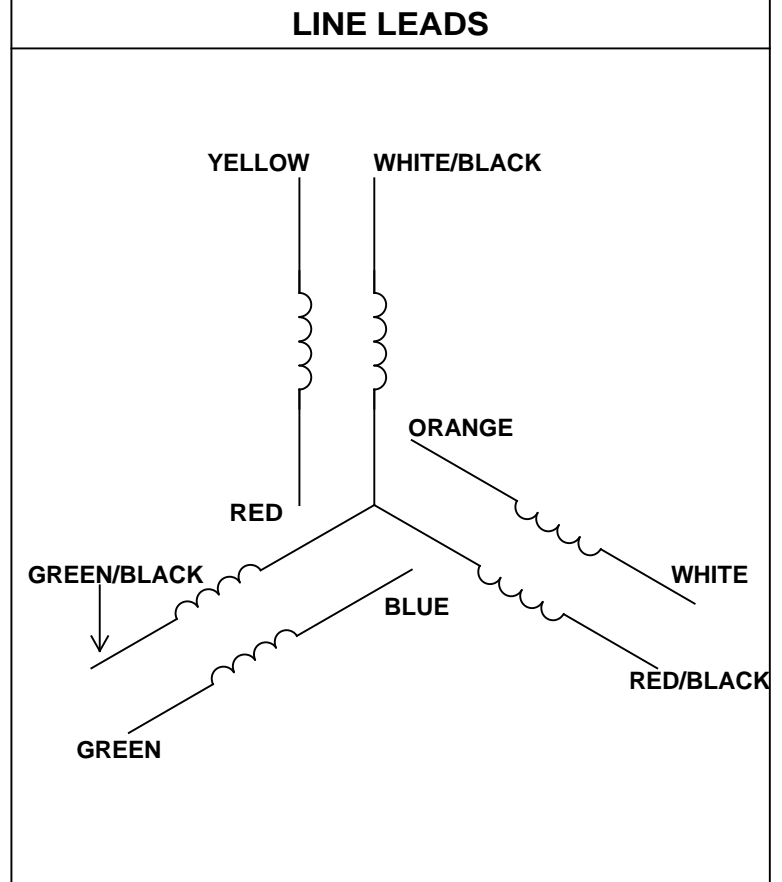 LINE LEADS
YELLOW WHITE/BLACK
ORANGE
RED
GREEN/BLACK WHITE
BLUE
RED/BLACK
GREEN